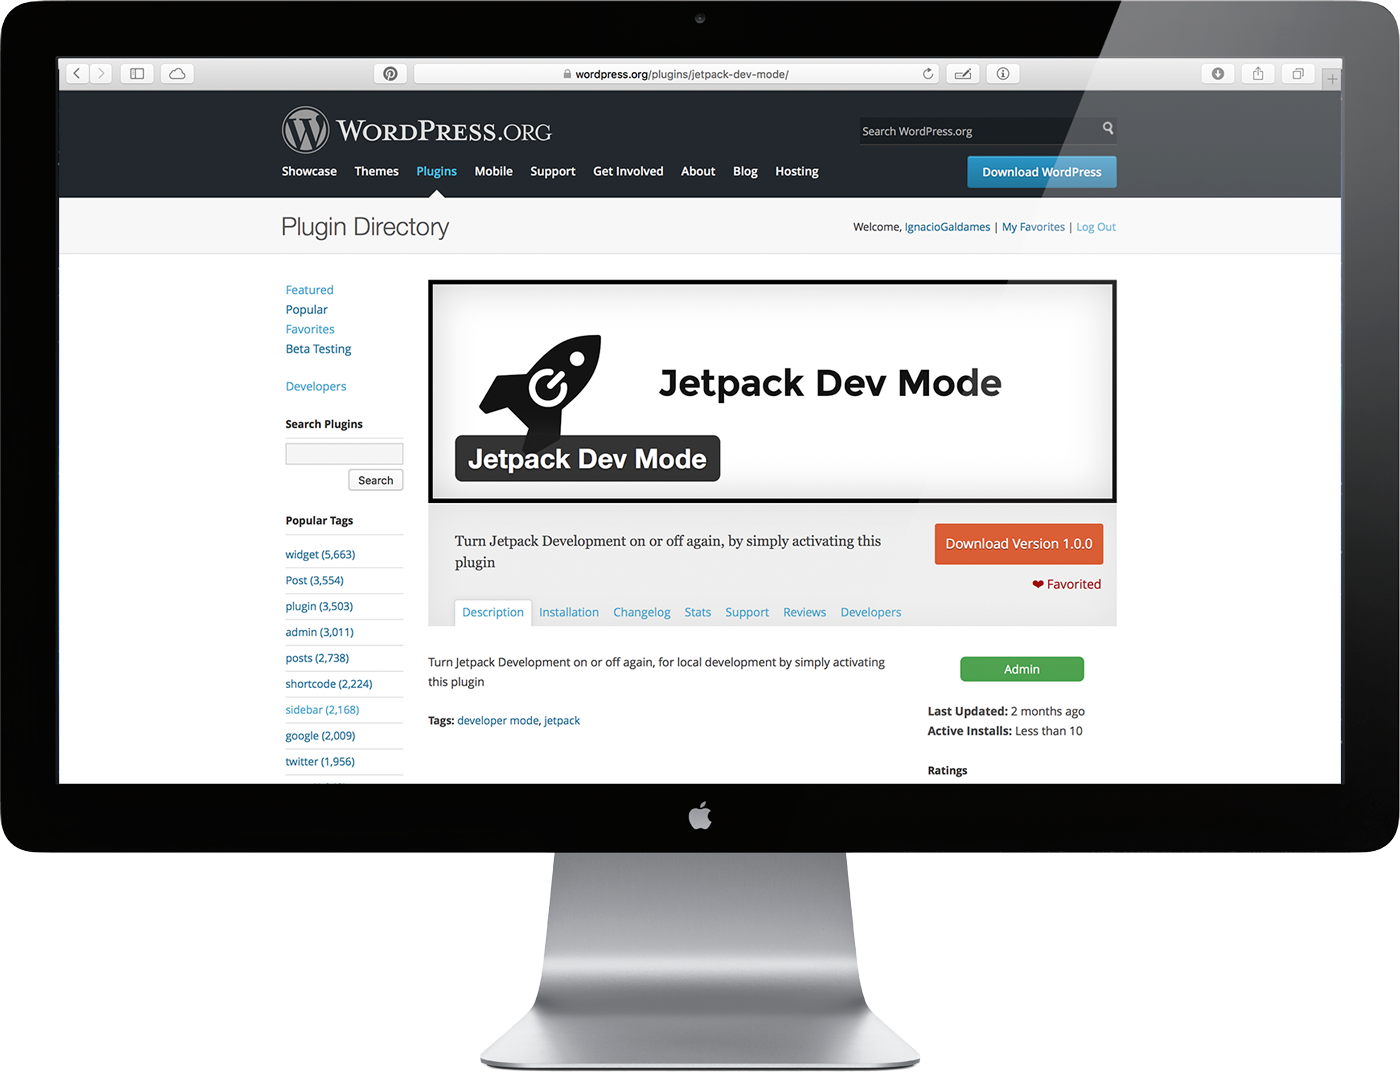 wordpress.org/plugins/jetpack-dev-mode/
WORDPRESS.ORG
Search WordPress.org
Showcase Themes Plugins Mobile Support Get Involved About Blog Hosting
Download WordPress
Plugin Directory
Welcome, IgnacioGaldames | My Favorites | Log Out
Featured
Popular
Favorites
Beta Testing
Developers
Search Plugins
Search
Popular Tags
widget (5,663)
Post (3,554)
plugin (3,503)
admin (3,011)
posts (2,738)
shortcode (2,224)
sidebar (2,168)
google (2,009)
twitter (1,956)
Jetpack Dev Mode
Jetpack Dev Mode
Turn Jetpack Development on or off again, by simply activating this
plugin
Download Version 1.0.0
❤ Favorited
Description Installation Changelog Stats Support Reviews Developers
Turn Jetpack Development on or off again, for local development by simply activating
this plugin
Tags: developer mode, jetpack
Admin
Last Updated: 2 months ago
Active Installs: Less than 10
Ratings